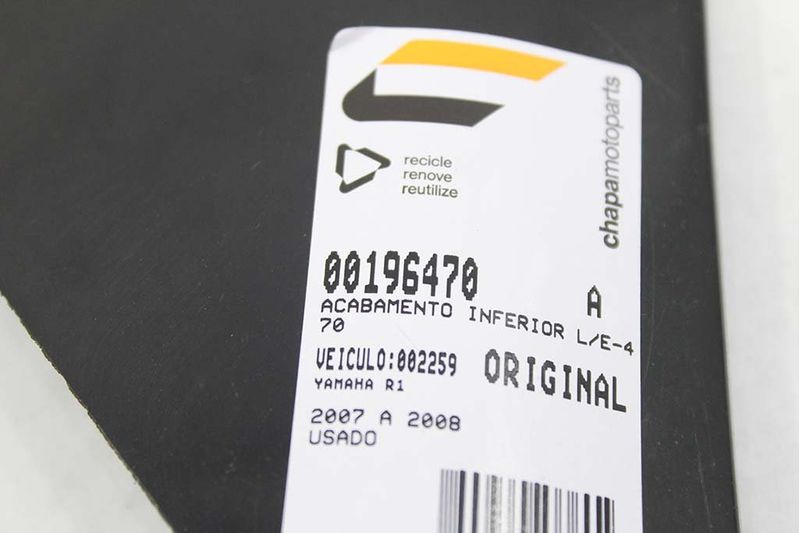 chapamotoparts
recicle
renove
reutilize
00196470
A
ACABAMENTO INFERIOR L/E-4
70
VEICULO:002259
ORIGINAL
YAMAHA R1
2007 A 2008
USADO